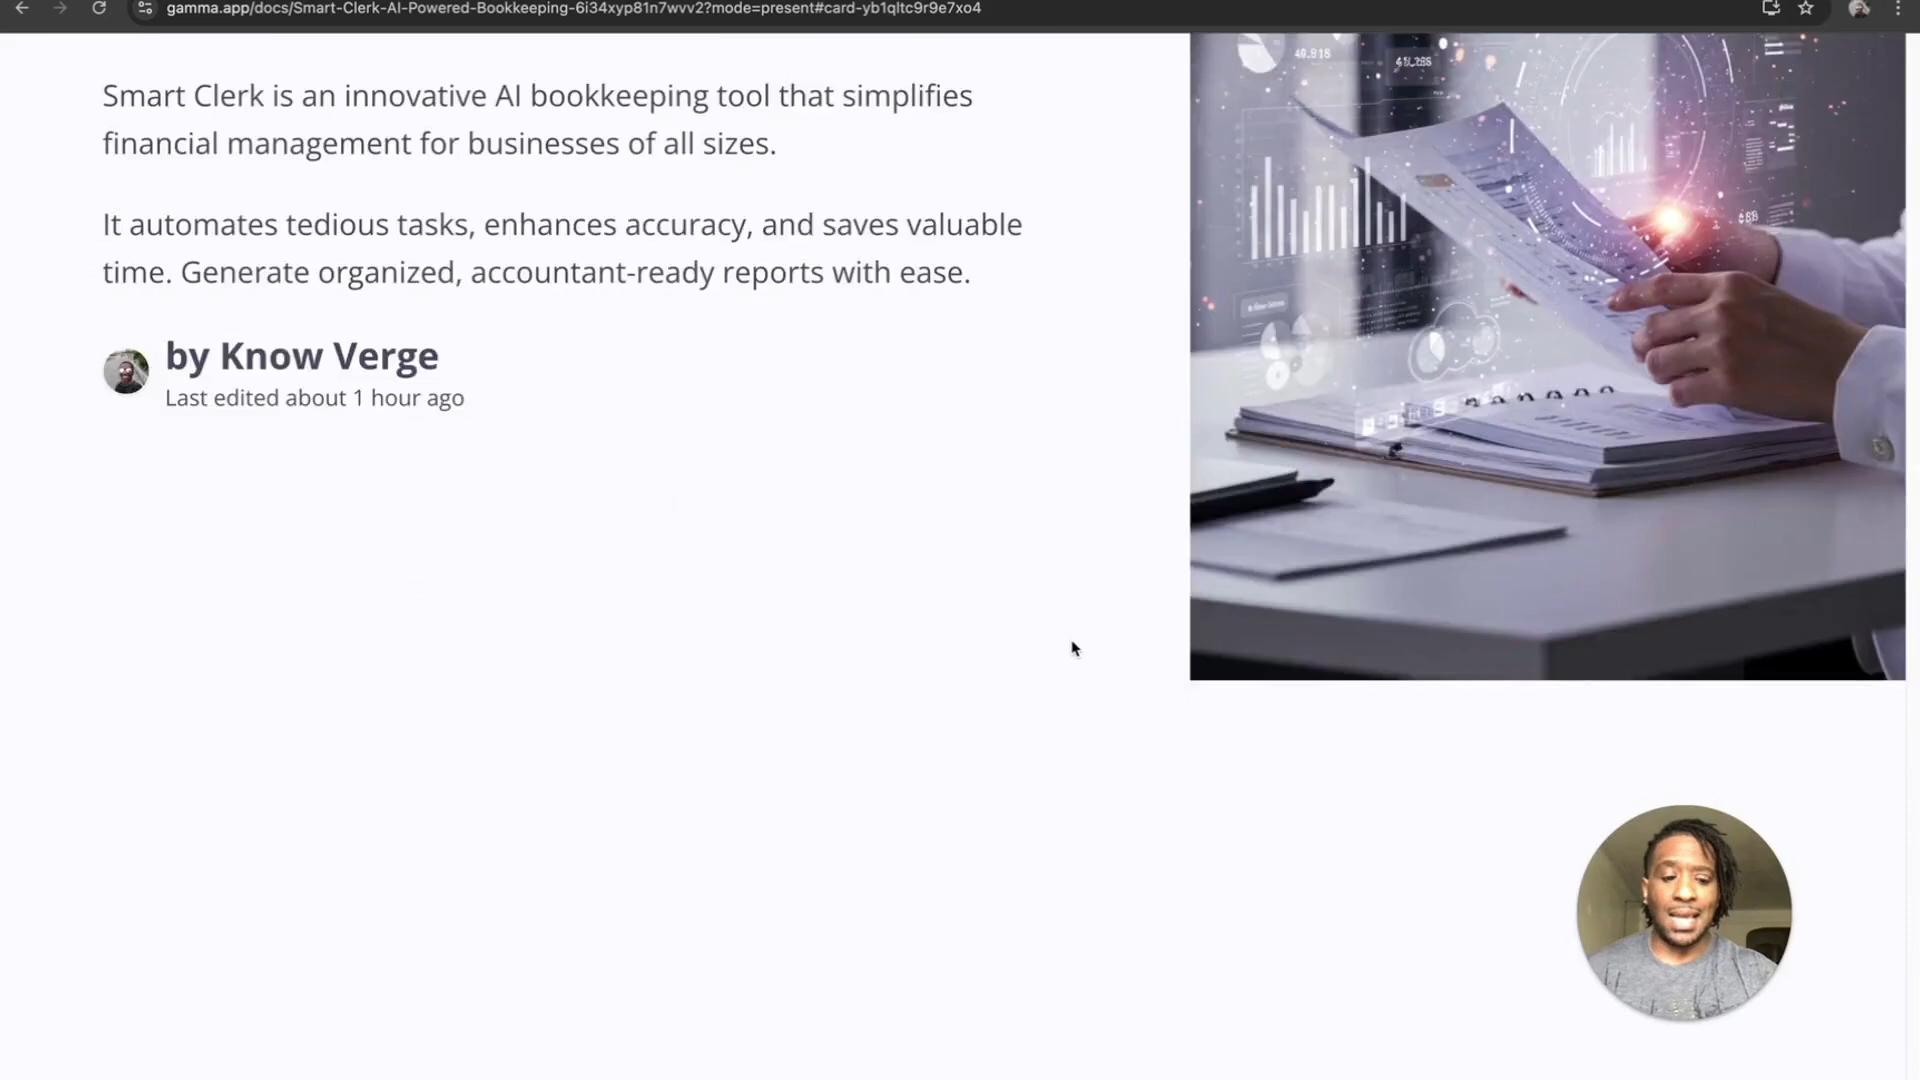 gamma.app/docs/Smart-Clerk-AI-Powered-Bookkeeping-6i34xyp81n7wvv2?mode=present#card-yb1qltc9r9e7xo4
Smart Clerk is an innovative AI bookkeeping tool that simplifies
financial management for businesses of all sizes.
It automates tedious tasks, enhances accuracy, and saves valuable
time. Generate organized, accountant-ready reports with ease.
by Know Verge
Last edited about 1 hour ago